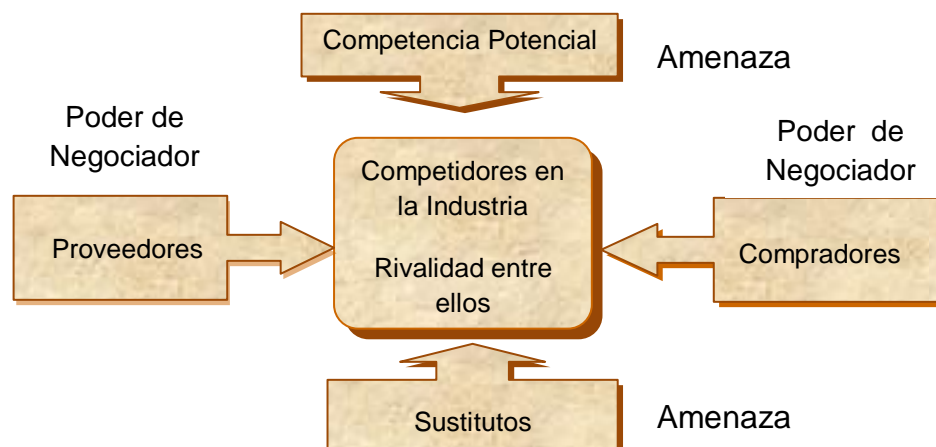 Competencia Potencial
Amenaza
Poder de
Negociador
Proveedores
Competidores en
la Industria
Rivalidad entre
ellos
Poder de
Negociador
Compradores
Sustitutos
Amenaza